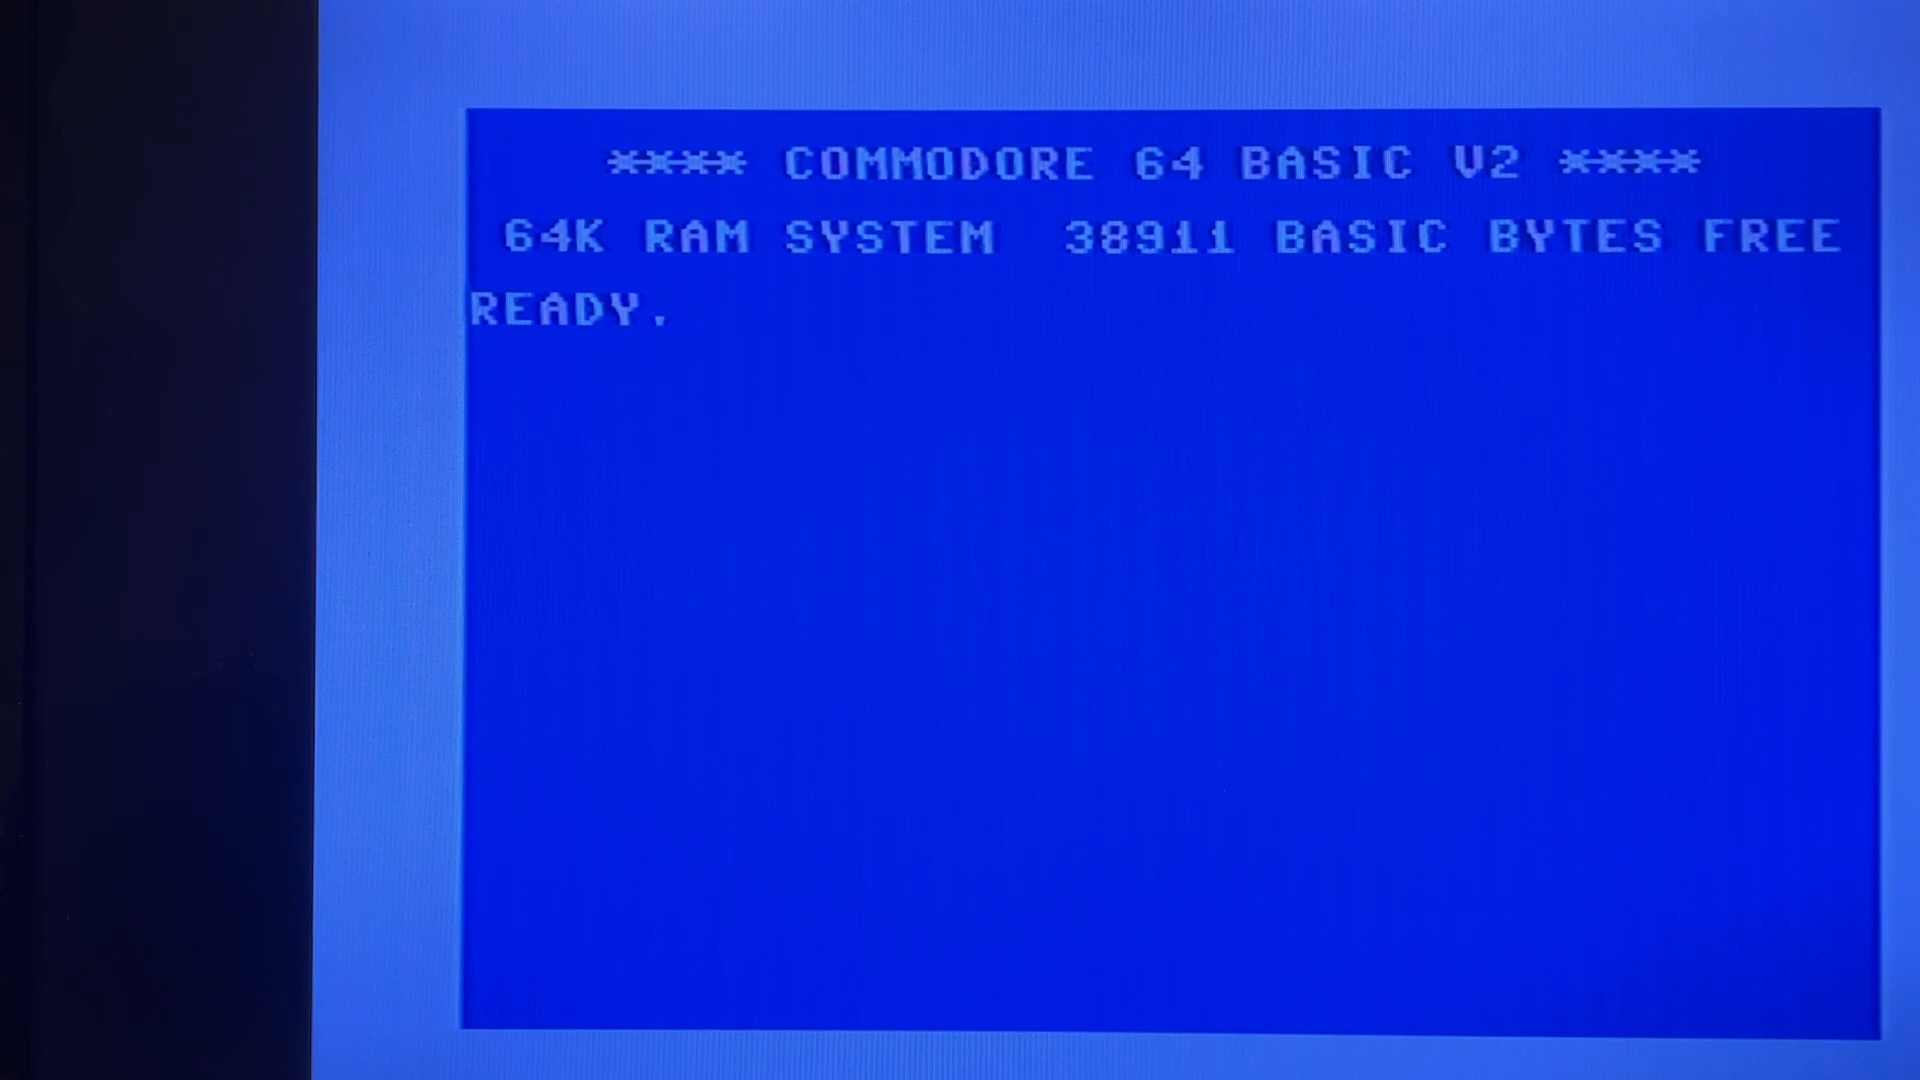 **** COMMODORE 64 BASIC V2 ****
64K RAM SYSTEM  38911 BASIC BYTES FREE
READY.